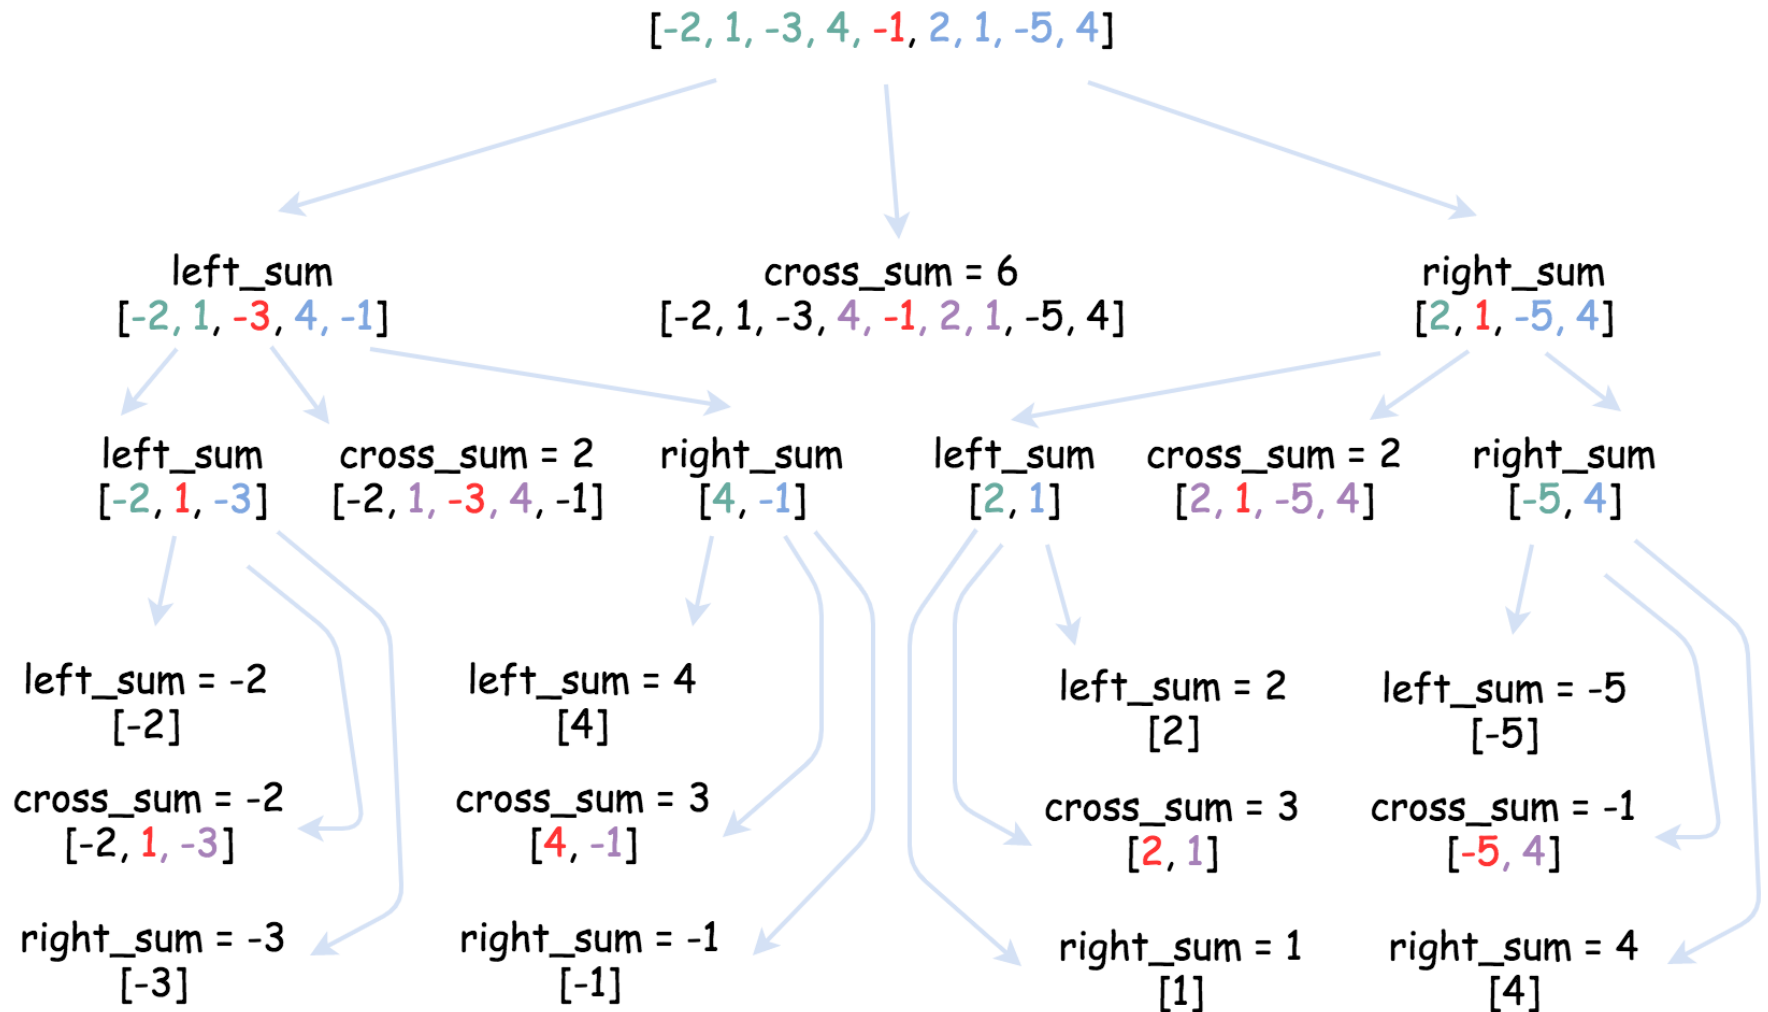 [-2, 1, -3, 4, -1, 2, 1, -5, 4]
left_sum
[-2, 1, -3, 4, -1]
cross_sum = 6
[-2, 1, -3, 4, -1, 2, 1, -5, 4]
right_sum
[2, 1, -5, 4]
left_sum
[-2, 1, -3]
cross_sum = 2
[-2, 1, -3, 4, -1]
right_sum
[4, -1]
left_sum
[2, 1]
cross_sum = 2
[2, 1, -5, 4]
right_sum
[-5, 4]
left_sum = -2
[-2]
cross_sum = -2
[-2, 1, -3]
right_sum = -3
[-3]
left_sum = 4
[4]
cross_sum = 3
[4, -1]
right_sum = -1
[-1]
left_sum = 2
[2]
cross_sum = 3
[2, 1]
right_sum = 1
[1]
left_sum = -5
[-5]
cross_sum = -1
[-5, 4]
right_sum = 4
[4]